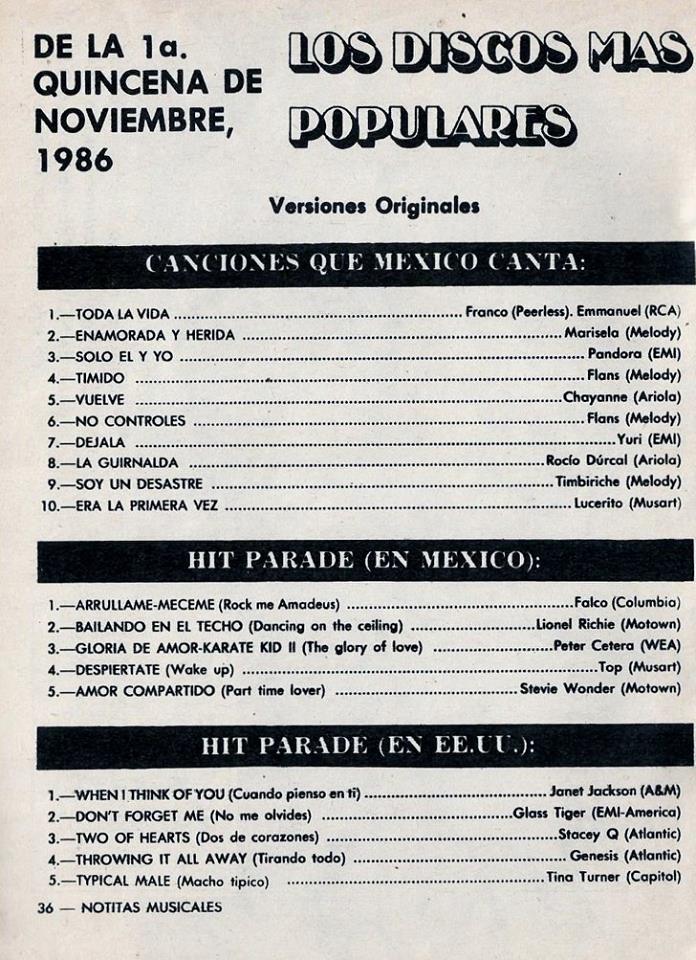 DE LA 1a.
QUINCENA DE
NOVIEMBRE,
1986
LOS DISCOS MAS
POPULARES
Versiones Originales
CANCIONES QUE MEXICO CANTA:
1.—TODA LA VIDA ........................................ Franco (Peerless). Emmanuel (RCA)
2.—ENAMORADA Y HERIDA ........................................ Marisela (Melody)
3.—SOLO EL Y YO ........................................ Pandora (EMI)
4.—TIMIDO ........................................ Flans (Melody)
5.—VUELVE ........................................ Chayanne (Ariola)
6.—NO CONTROLES ........................................ Flans (Melody)
7.—DEJALA ........................................ Yuri (EMI)
8.—LA GUIRNALDA ........................................ Rocío Dúrcal (Ariola)
9.—SOY UN DESASTRE ........................................ Timbiriche (Melody)
10.—ERA LA PRIMERA VEZ ........................................ Lucerito (Musart)
HIT PARADE (EN MEXICO):
1.—ARRULLAME-MECEME (Rock me Amadeus) ........................................ Falco (Columbia)
2.—BAILANDO EN EL TECHO (Dancing on the ceiling) ........................ Lionel Richie (Motown)
3.—GLORIA DE AMOR-KARATE KID II (The glory of love) ........................ Peter Cetera (WEA)
4.—DESPIERTATE (Wake up) ........................................ Top (Musart)
5.—AMOR COMPARTIDO (Part time lover) ........................ Stevie Wonder (Motown)
HIT PARADE (EN EE.UU.):
1.—WHEN I THINK OF YOU (Cuando pienso en ti) ........................ Janet Jackson (A&M)
2.—DON'T FORGET ME (No me olvides) ........................ Glass Tiger (EMI-America)
3.—TWO OF HEARTS (Dos de corazones) ........................ Stacey Q (Atlantic)
4.—THROWING IT ALL AWAY (Tirando todo) ........................ Genesis (Atlantic)
5.—TYPICAL MALE (Macho tipico) ........................ Tina Turner (Capitol)
36 — NOTITAS MUSICALES